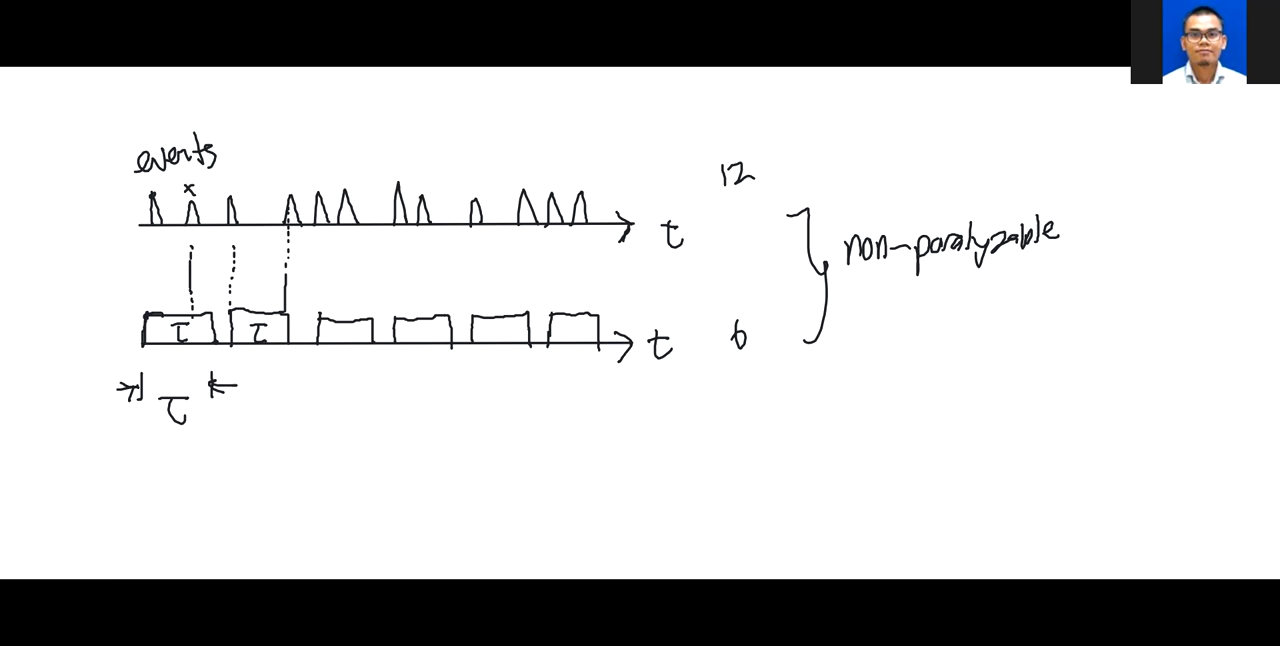 events
x
12
t
non-paralyzable
τ τ
t
6
τ